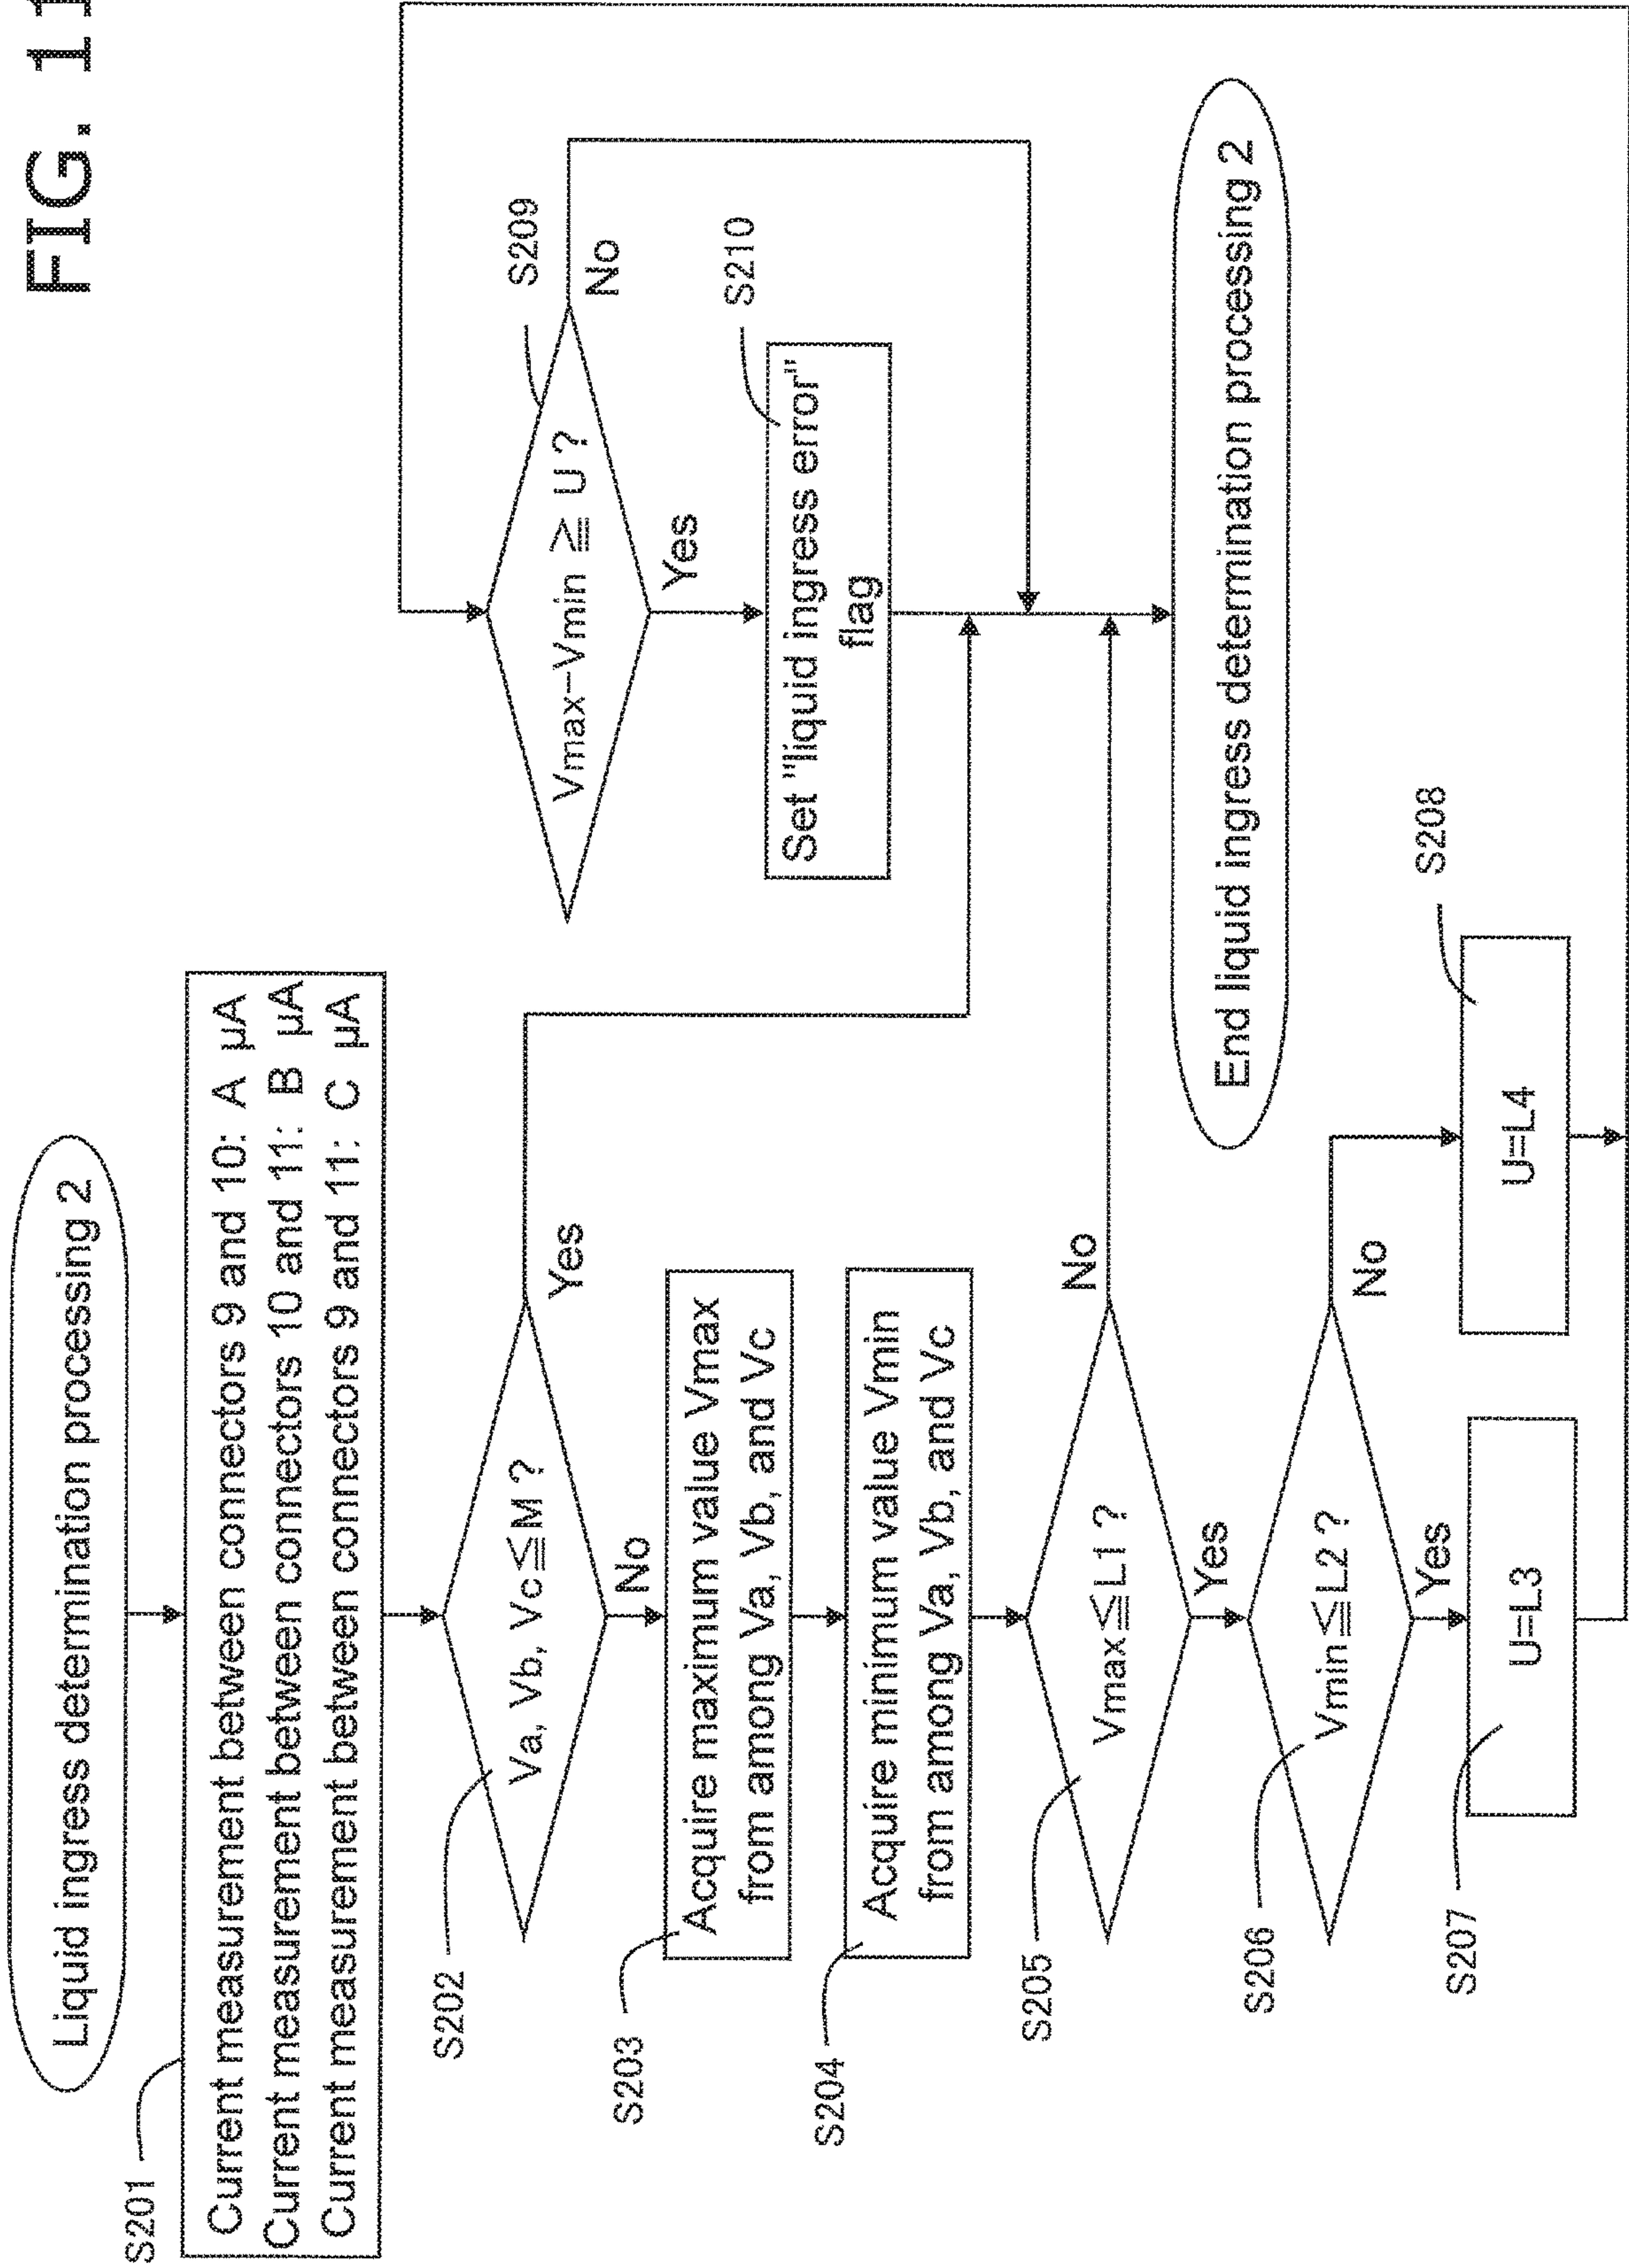 FIG. 11
Liquid ingress determination processing 2
S201
Current measurement between connectors 9 and 10: A μA
Current measurement between connectors 10 and 11: B μA
Current measurement between connectors 9 and 11: C μA
S202
Va, Vb, Vc≦M ?
Yes
No
S203
Acquire maximum value Vmax
from among Va, Vb, and Vc
S204
Acquire minimum value Vmin
from among Va, Vb, and Vc
S205
Vmax≦L1 ?
No
Yes
S206
Vmin≦L2 ?
No
Yes
S207
U=L3
S208
U=L4
S209
Vmax−Vmin ≧ U ?
No
Yes
S210
Set "liquid ingress error"
flag
End liquid ingress determination processing 2